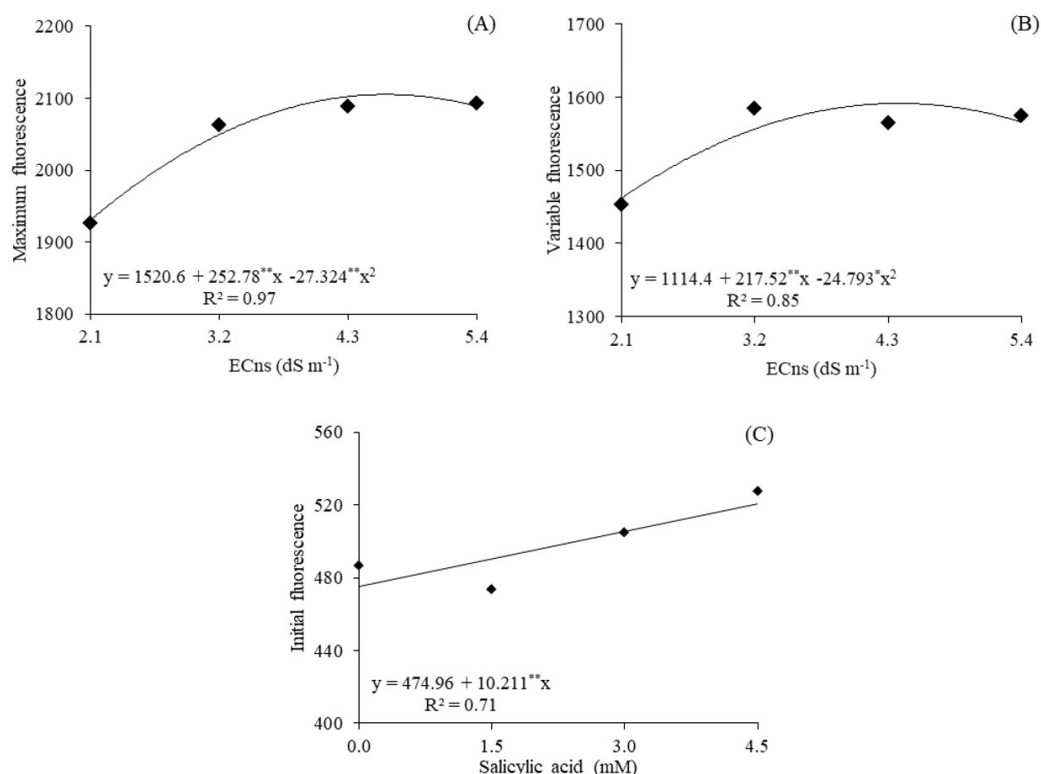 (A)
2200
2100
2000
1900
1800
Maximum fluorescence
y = 1520.6 + 252.78**x -27.324**x²
R² = 0.97
2.1 3.2 4.3 5.4
ECns (dS m⁻¹)
(B)
1700
1600
1500
1400
1300
Variable fluorescence
y = 1114.4 + 217.52**x -24.793*x²
R² = 0.85
2.1 3.2 4.3 5.4
ECns (dS m⁻¹)
(C)
560
520
480
440
400
Initial fluorescence
y = 474.96 + 10.211**x
R² = 0.71
0.0 1.5 3.0 4.5
Salicylic acid (mM)